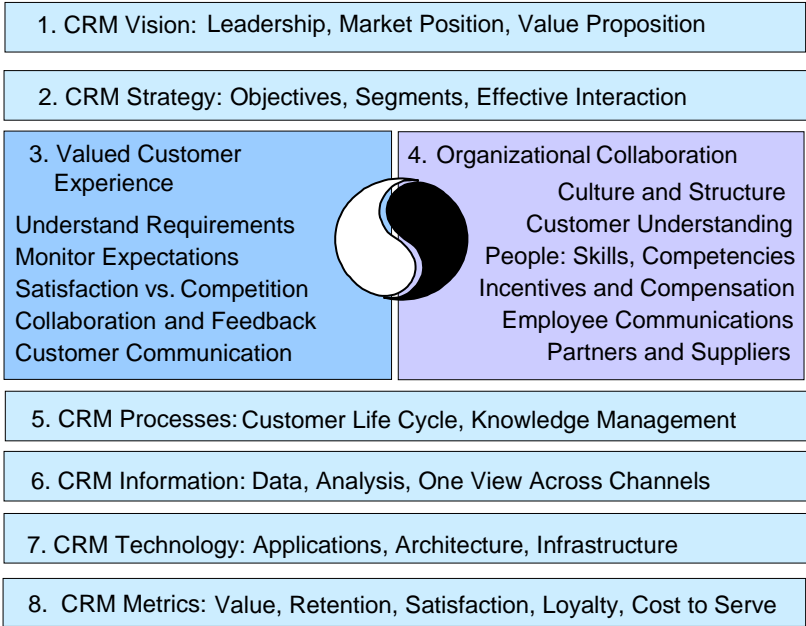 1. CRM Vision: Leadership, Market Position, Value Proposition
2. CRM Strategy: Objectives, Segments, Effective Interaction
3. Valued Customer
Experience
Understand Requirements
Monitor Expectations
Satisfaction vs. Competition
Collaboration and Feedback
Customer Communication
4. Organizational Collaboration
Culture and Structure
Customer Understanding
People: Skills, Competencies
Incentives and Compensation
Employee Communications
Partners and Suppliers
5. CRM Processes: Customer Life Cycle, Knowledge Management
6. CRM Information: Data, Analysis, One View Across Channels
7. CRM Technology: Applications, Architecture, Infrastructure
8. CRM Metrics: Value, Retention, Satisfaction, Loyalty, Cost to Serve